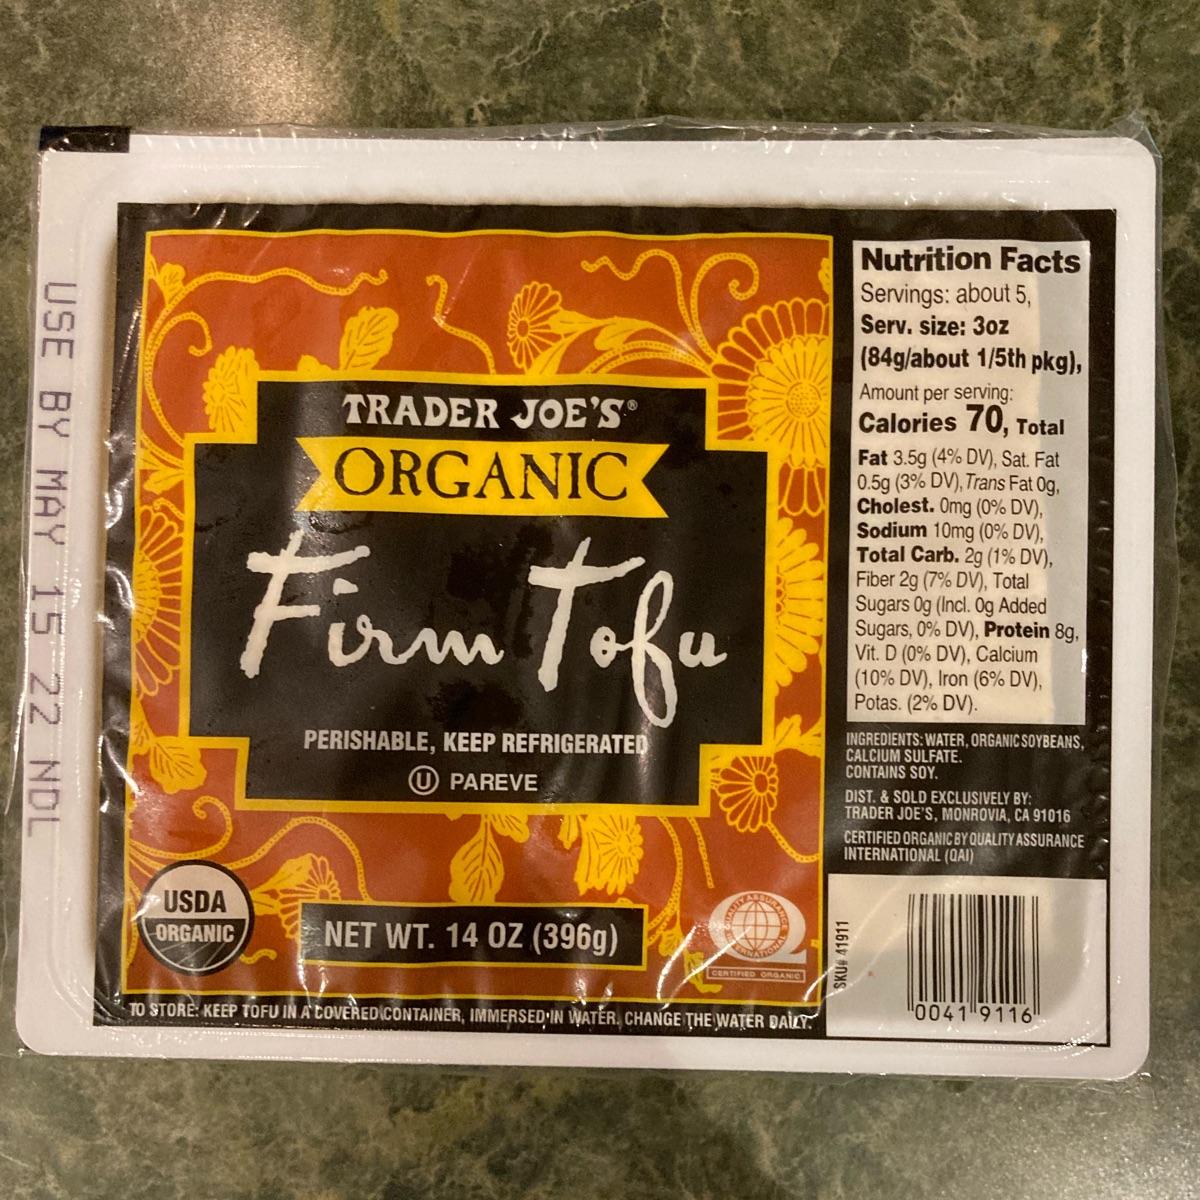 USE BY MAY 15 22 NDL
TRADER JOE'S®
ORGANIC
Firm Tofu
PERISHABLE, KEEP REFRIGERATED
U PAREVE
USDA
ORGANIC
NET WT. 14 OZ (396g)
QUALITY ASSURANCE
INTERNATIONAL
CERTIFIED ORGANIC
TO STORE: KEEP TOFU IN A COVERED CONTAINER, IMMERSED IN WATER. CHANGE THE WATER DAILY.
Nutrition Facts
Servings: about 5,
Serv. size: 3oz
(84g/about 1/5th pkg),
Amount per serving:
Calories 70, Total
Fat 3.5g (4% DV), Sat. Fat
0.5g (3% DV), Trans Fat 0g,
Cholest. 0mg (0% DV),
Sodium 10mg (0% DV),
Total Carb. 2g (1% DV),
Fiber 2g (7% DV), Total
Sugars 0g (Incl. 0g Added
Sugars, 0% DV), Protein 8g,
Vit. D (0% DV), Calcium
(10% DV), Iron (6% DV),
Potas. (2% DV).
INGREDIENTS: WATER, ORGANIC SOYBEANS,
CALCIUM SULFATE.
CONTAINS SOY.
DIST. & SOLD EXCLUSIVELY BY:
TRADER JOE'S, MONROVIA, CA 91016
CERTIFIED ORGANIC BY QUALITY ASSURANCE
INTERNATIONAL (QAI)
SKU# 41911
0041 9116